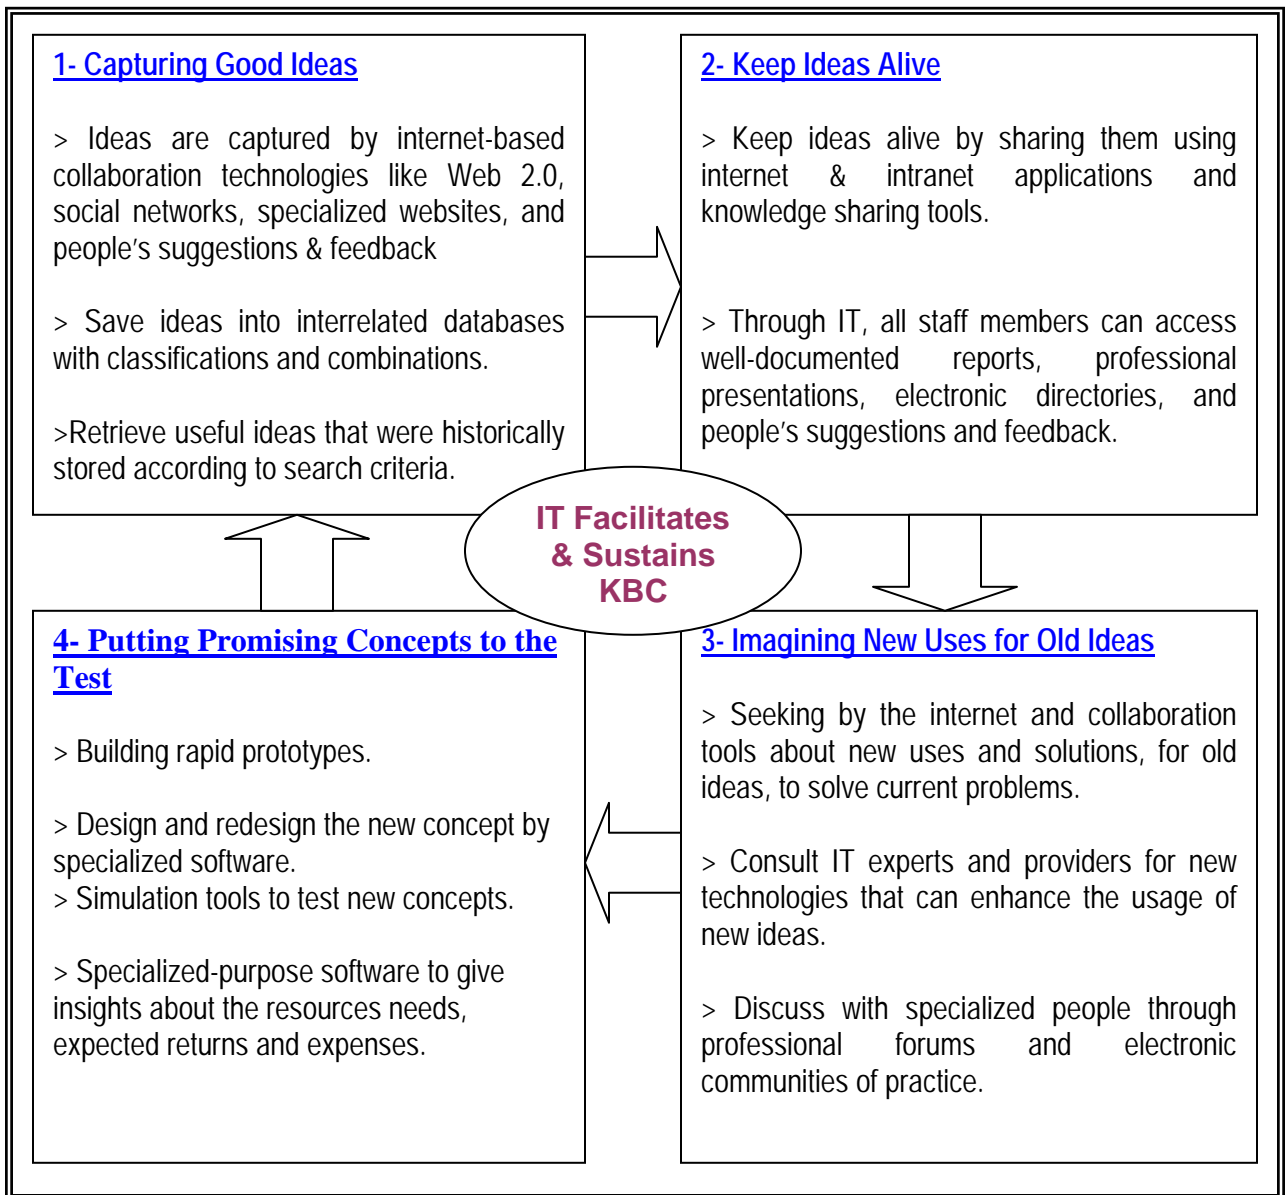 1- Capturing Good Ideas
> Ideas are captured by internet-based
collaboration technologies like Web 2.0,
social networks, specialized websites, and
people's suggestions & feedback
> Save ideas into interrelated databases
with classifications and combinations.
>Retrieve useful ideas that were historically
stored according to search criteria.
2- Keep Ideas Alive
> Keep ideas alive by sharing them using
internet & intranet applications and
knowledge sharing tools.
> Through IT, all staff members can access
well-documented reports, professional
presentations, electronic directories, and
people's suggestions and feedback.
IT Facilitates
& Sustains
KBC
3- Imagining New Uses for Old Ideas
> Seeking by the internet and collaboration
tools about new uses and solutions, for old
ideas, to solve current problems.
> Consult IT experts and providers for new
technologies that can enhance the usage of
new ideas.
> Discuss with specialized people through
professional forums and electronic
communities of practice.
4- Putting Promising Concepts to the
Test
> Building rapid prototypes.
> Design and redesign the new concept by
specialized software.
> Simulation tools to test new concepts.
> Specialized-purpose software to give
insights about the resources needs,
expected returns and expenses.